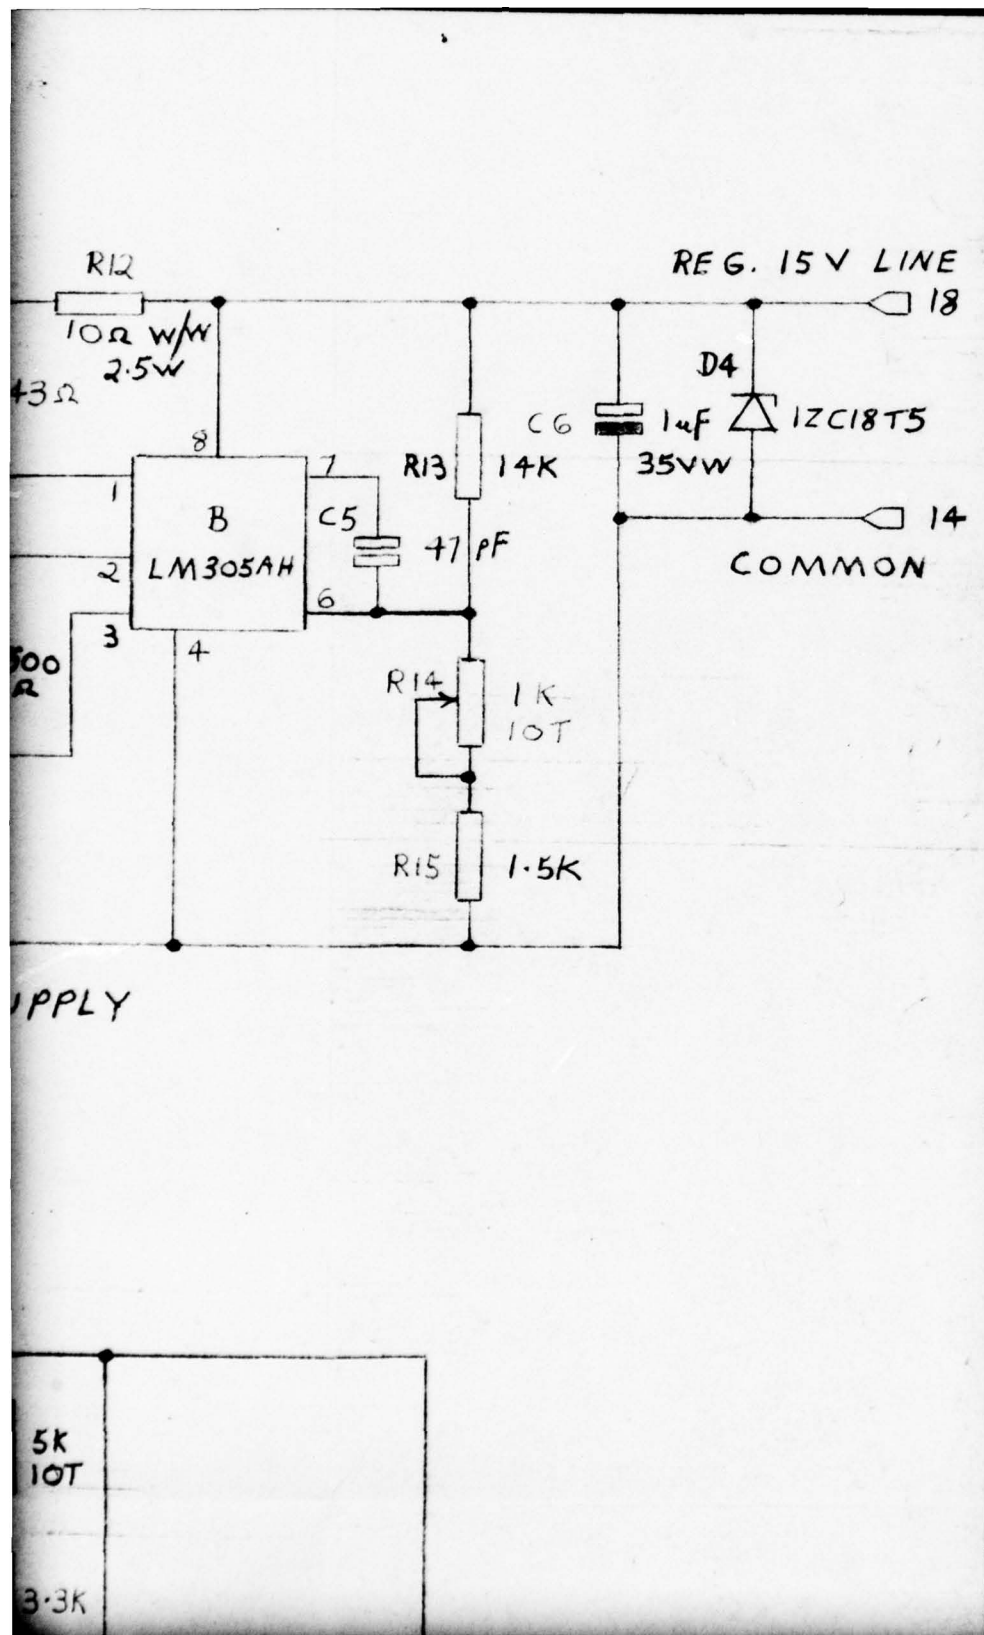 R12
REG. 15V LINE
18
10Ω W/W
2.5W
D4
43Ω
8
C6
1uF
1ZC18T5
35VW
7
R13
14K
1
B
C5
14
47 pF
COMMON
2
LM305AH
6
3
4
500
Ω
R14
1K
10T
R15
1.5K
UPPLY
5K
10T
3.3K